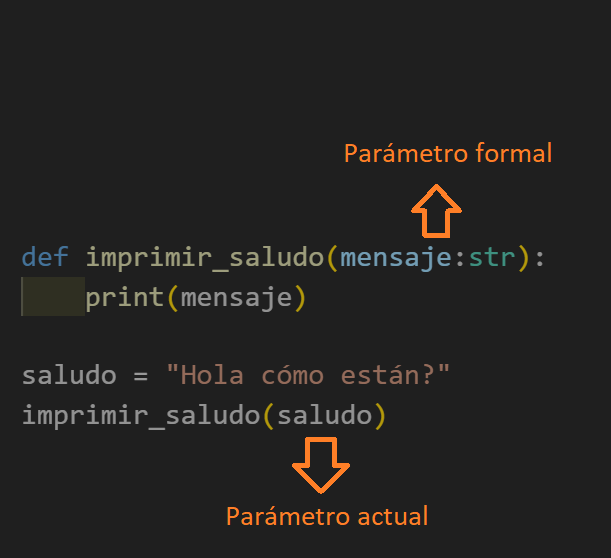 Parámetro formal
def imprimir_saludo(mensaje:str):
    print(mensaje)
saludo = "Hola cómo están?"
imprimir_saludo(saludo)
Parámetro actual